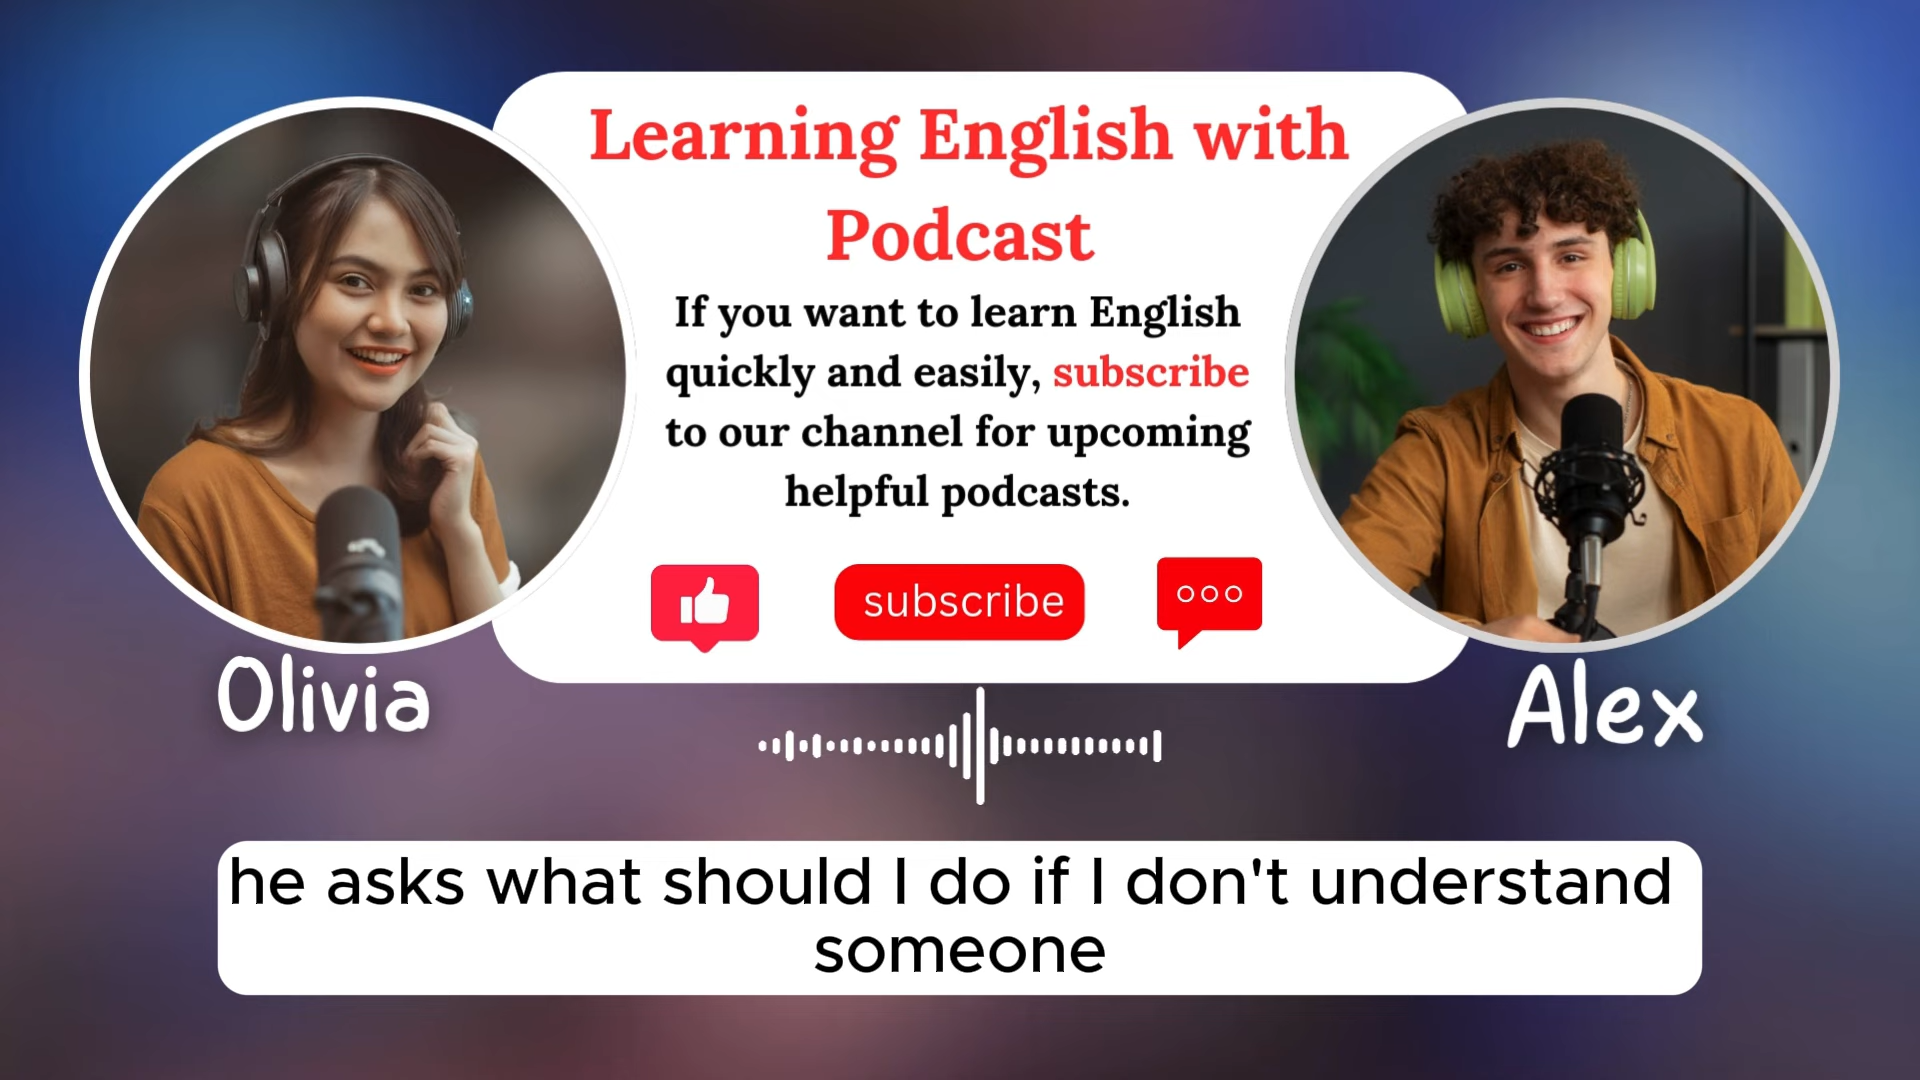 Learning English with
Podcast
If you want to learn English
quickly and easily, subscribe
to our channel for upcoming
helpful podcasts.
subscribe
Olivia
Alex
he asks what should I do if I don't understand
someone